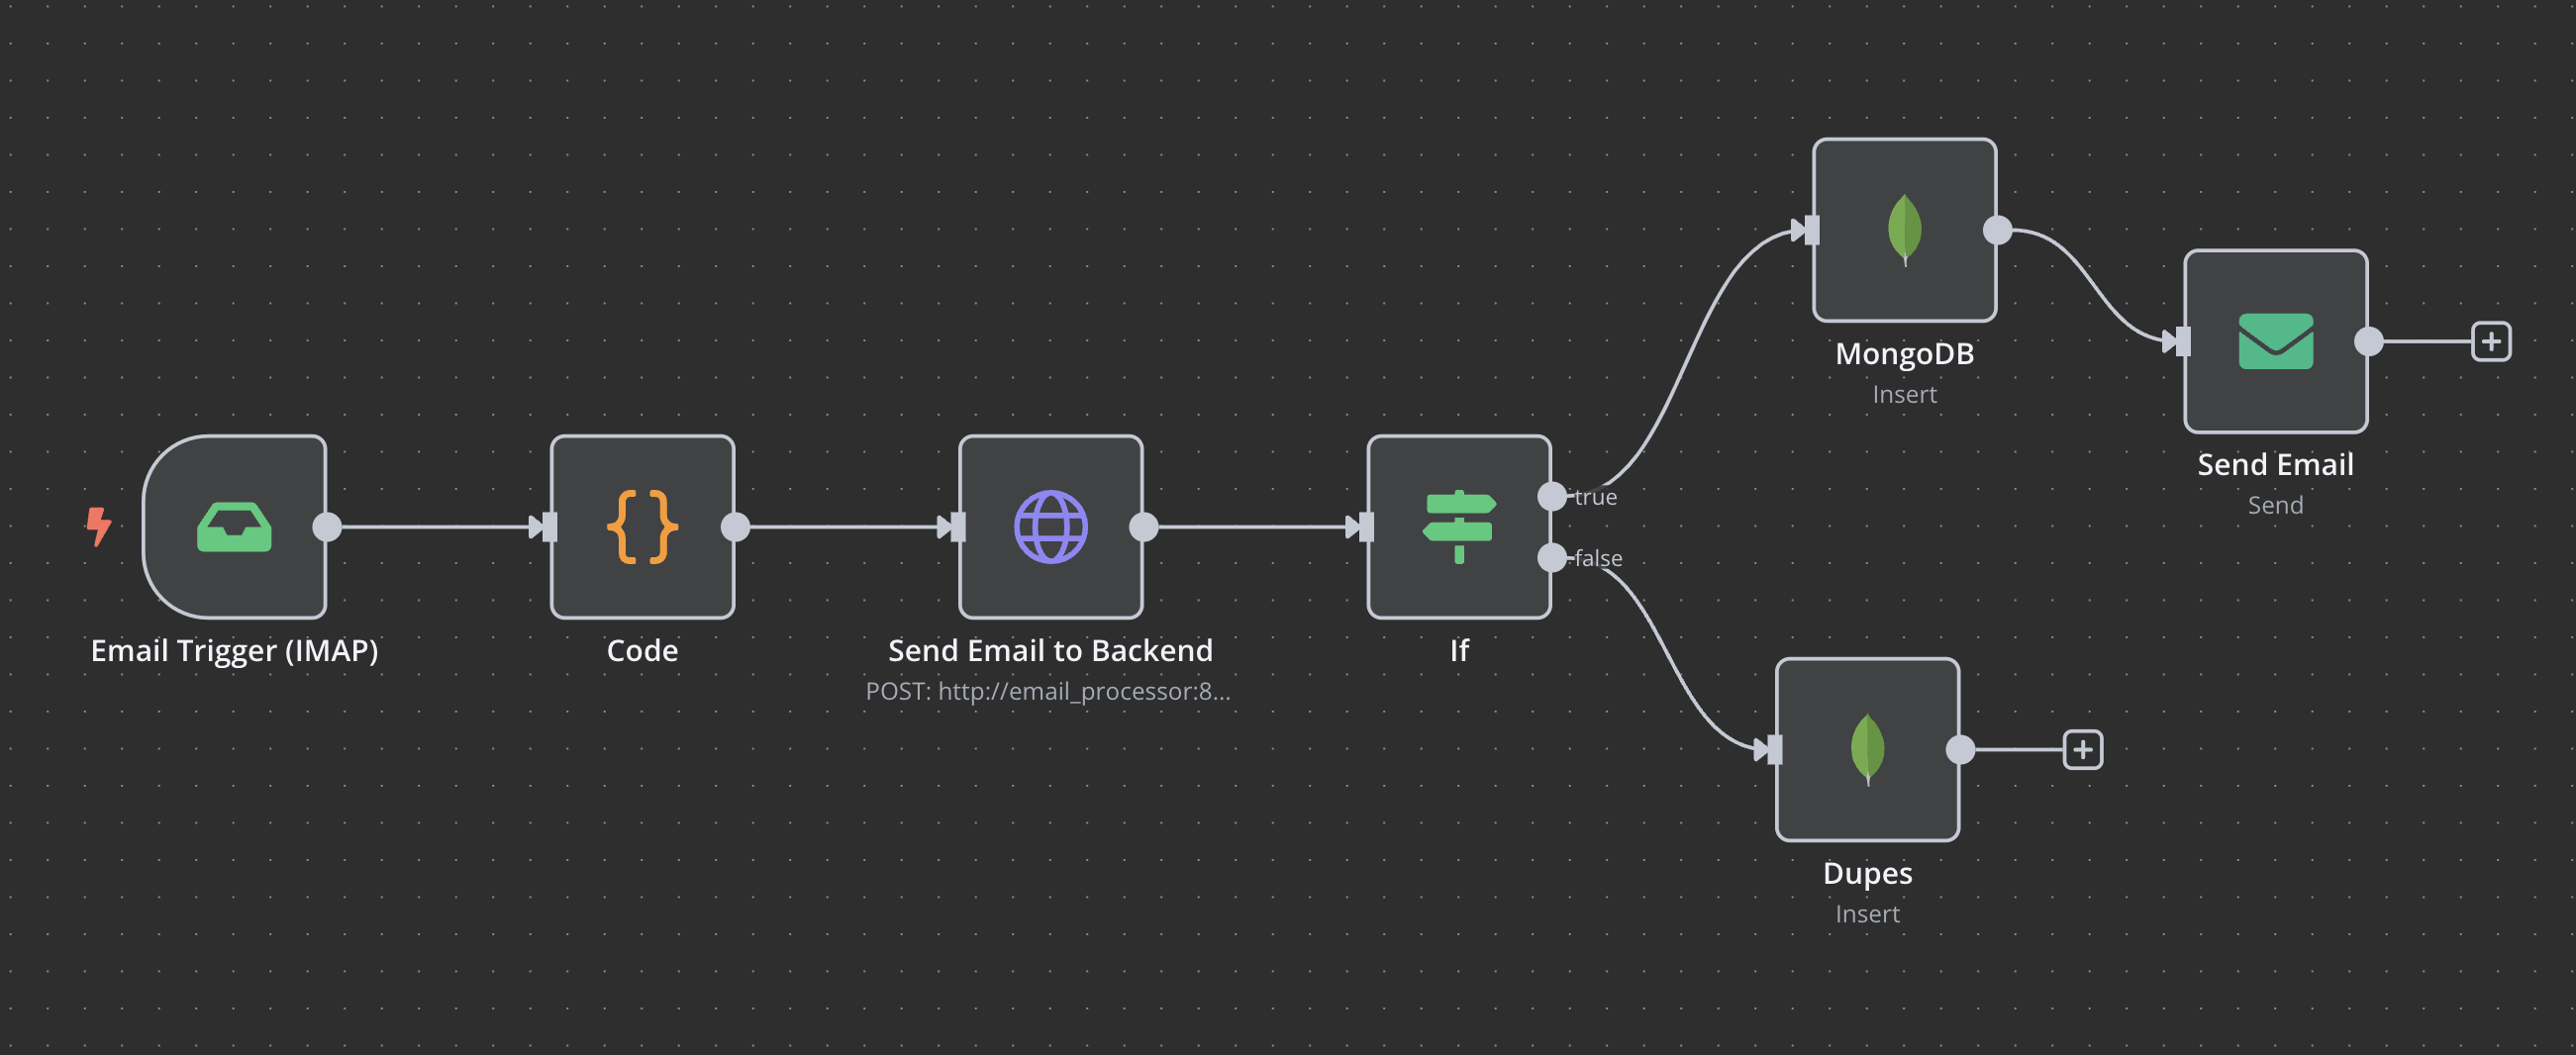 Email Trigger (IMAP)
Code
Send Email to Backend
POST: http://email_processor:8...
If
true
false
MongoDB
Insert
Send Email
Send
Dupes
Insert